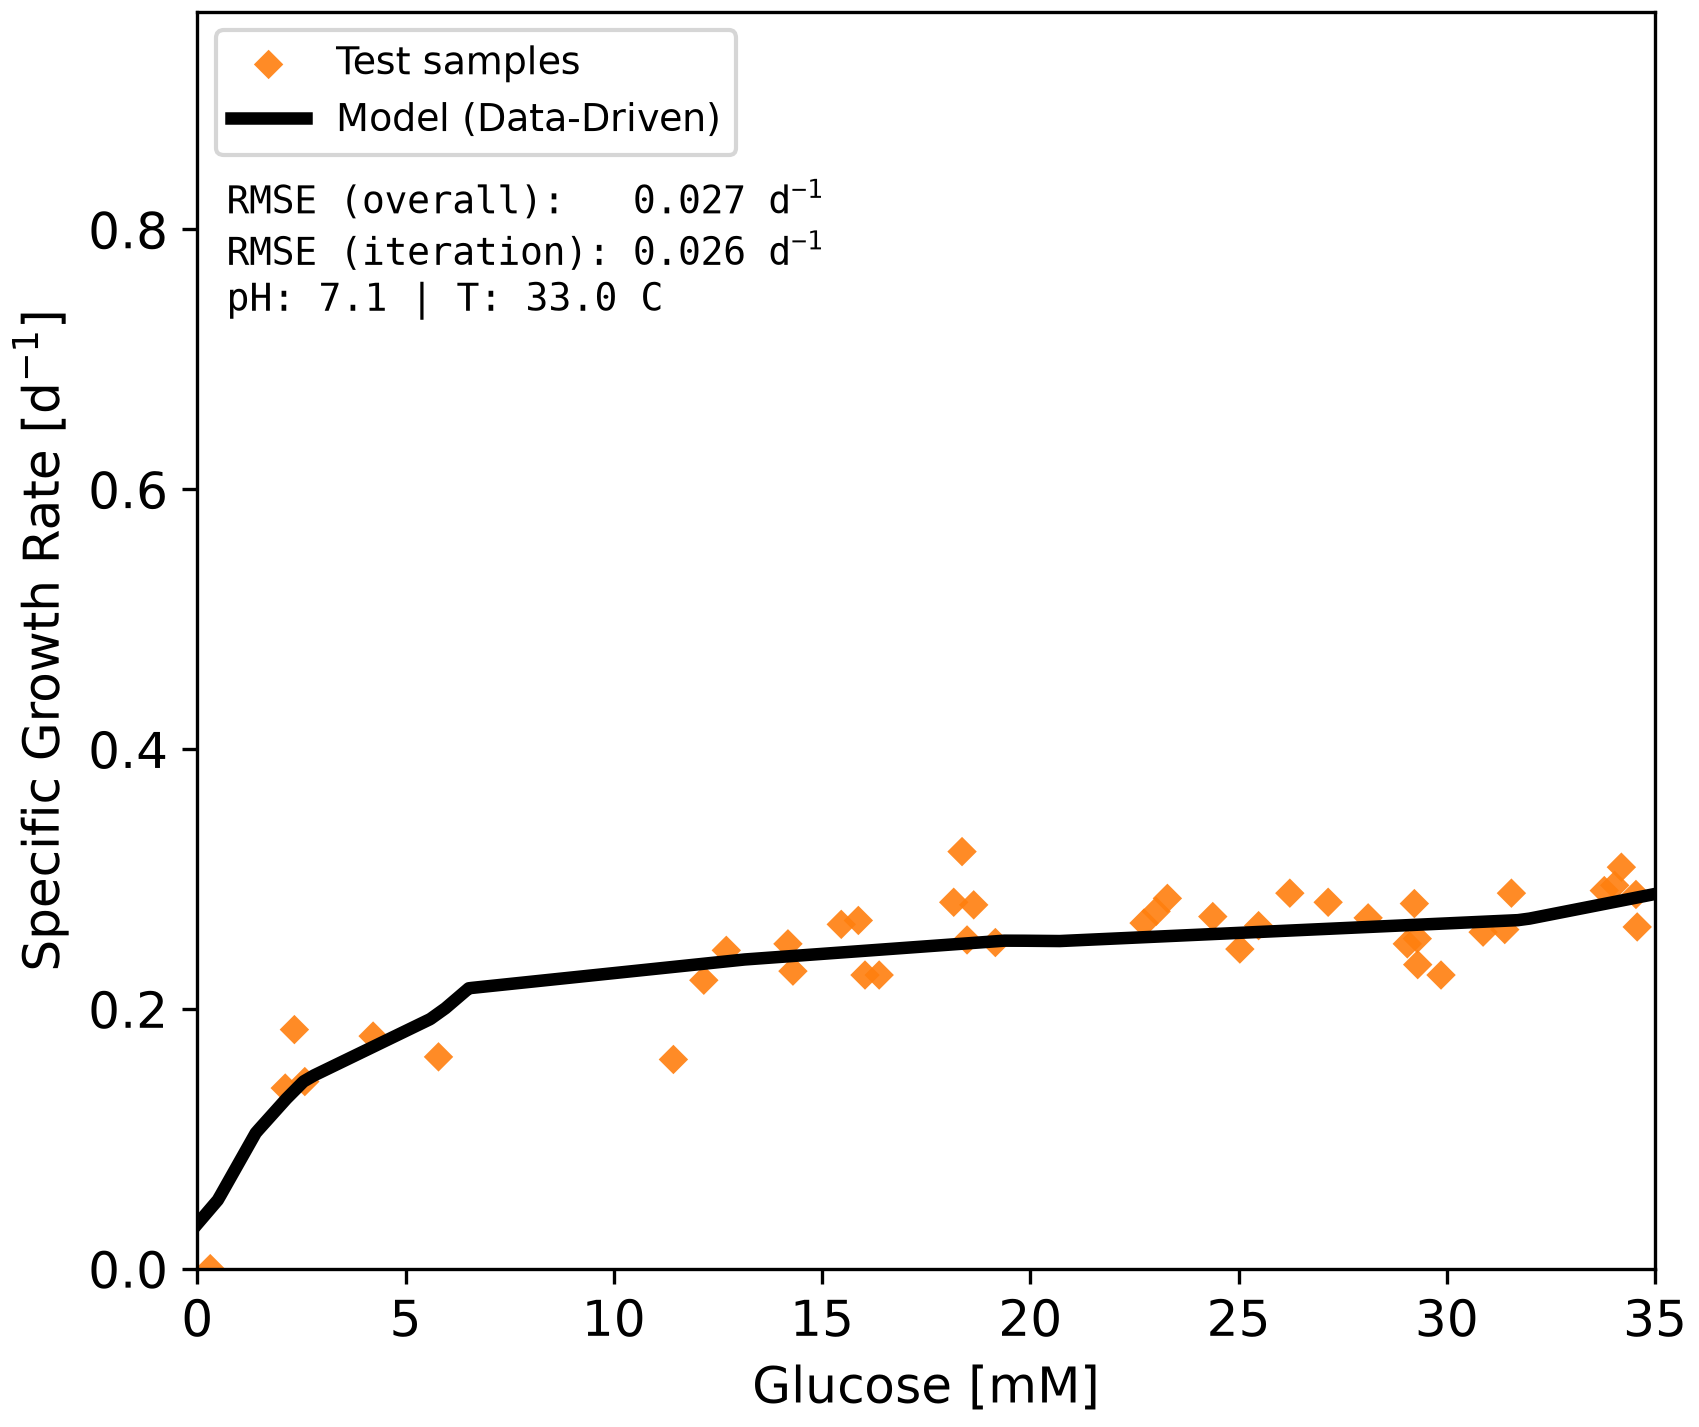 Test samples
Model (Data-Driven)
RMSE (overall):   0.027 d⁻¹
RMSE (iteration): 0.026 d⁻¹
pH: 7.1 | T: 33.0 C
Specific Growth Rate [d⁻¹]
0.8
0.6
0.4
0.2
0.0
0 5 10 15 20 25 30 35
Glucose [mM]